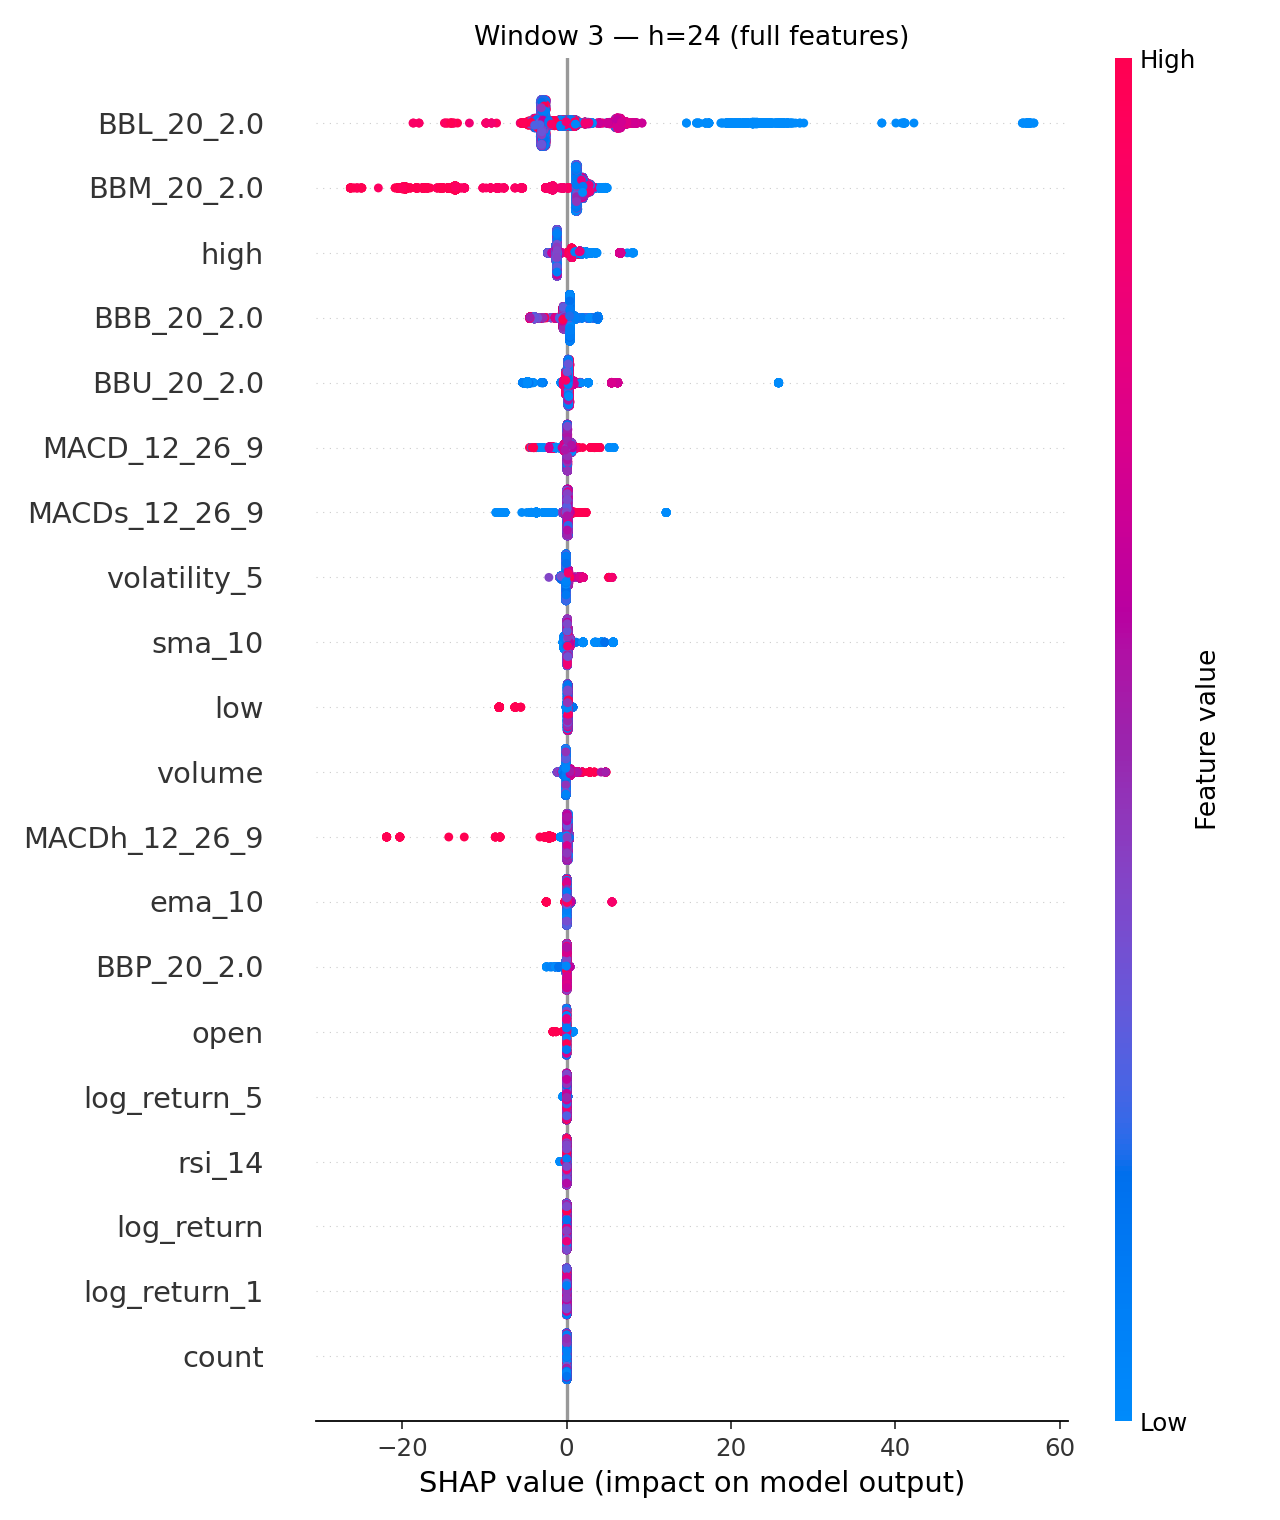 Window 3 — h=24 (full features)
High
BBL_20_2.0
BBM_20_2.0
high
BBB_20_2.0
BBU_20_2.0
MACD_12_26_9
MACDs_12_26_9
volatility_5
sma_10
low
volume
MACDh_12_26_9
ema_10
BBP_20_2.0
open
log_return_5
rsi_14
log_return
log_return_1
count
Feature value
Low
−20 0 20 40 60
SHAP value (impact on model output)